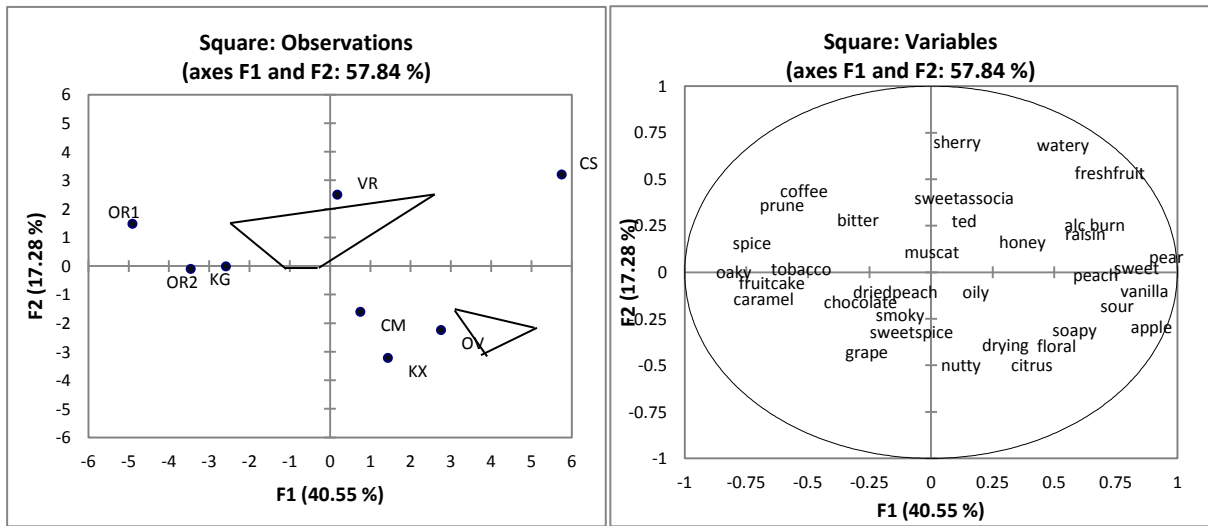 Square: Observations
(axes F1 and F2: 57.84 %)
6
5
4
3
2
1
0
-1
-2
-3
-4
-5
-6
F2 (17.28 %)
CS
VR
OR1
OR2
KG
CM
OV
KX
-6 -5 -4 -3 -2 -1 0 1 2 3 4 5 6
F1 (40.55 %)
Square: Variables
(axes F1 and F2: 57.84 %)
1
0.75
0.5
0.25
0
-0.25
-0.5
-0.75
-1
F2 (17.28 %)
sherry
watery
freshfruit
coffee
prune
sweetassocia
ted
bitter
alc burn
raisin
spice
honey
muscat
pear
oaky
tobacco
sweet
peach
fruitcake
driedpeach
oily
vanilla
caramel
chocolate
sour
smoky
sweetspice
soapy
apple
grape
drying
floral
nutty
citrus
-1 -0.75 -0.5 -0.25 0 0.25 0.5 0.75 1
F1 (40.55 %)